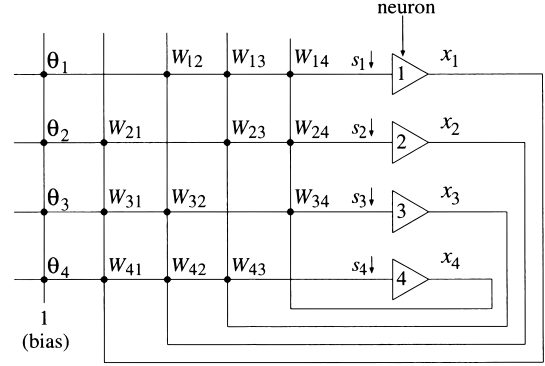 neuron
θ1 W12 W13 W14 s1↓ 1 x1
θ2 W21 W23 W24 s2↓ 2 x2
θ3 W31 W32 W34 s3↓ 3 x3
θ4 W41 W42 W43 s4↓ 4 x4
1
(bias)